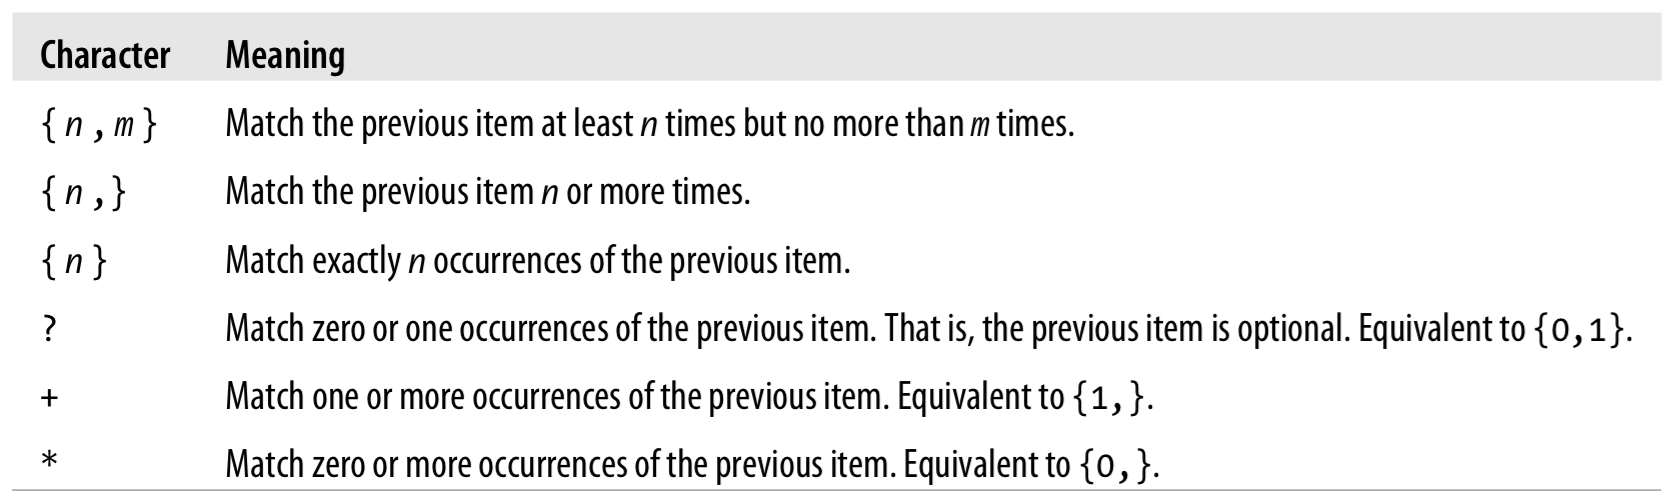 Character Meaning
{n,m} Match the previous item at least n times but no more than m times.
{n,} Match the previous item n or more times.
{n} Match exactly n occurrences of the previous item.
? Match zero or one occurrences of the previous item. That is, the previous item is optional. Equivalent to {0,1}.
+ Match one or more occurrences of the previous item. Equivalent to {1,}.
* Match zero or more occurrences of the previous item. Equivalent to {0,}.